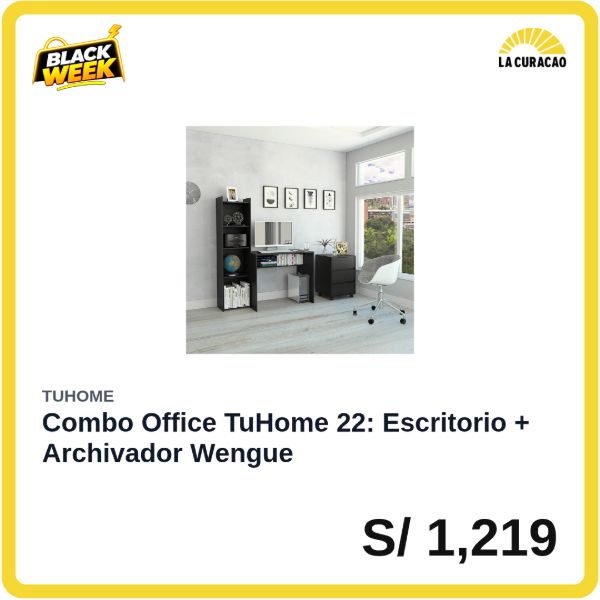 BLACK
WEEK
LA CURACAO
TUHOME
Combo Office TuHome 22: Escritorio +
Archivador Wengue
S/ 1,219